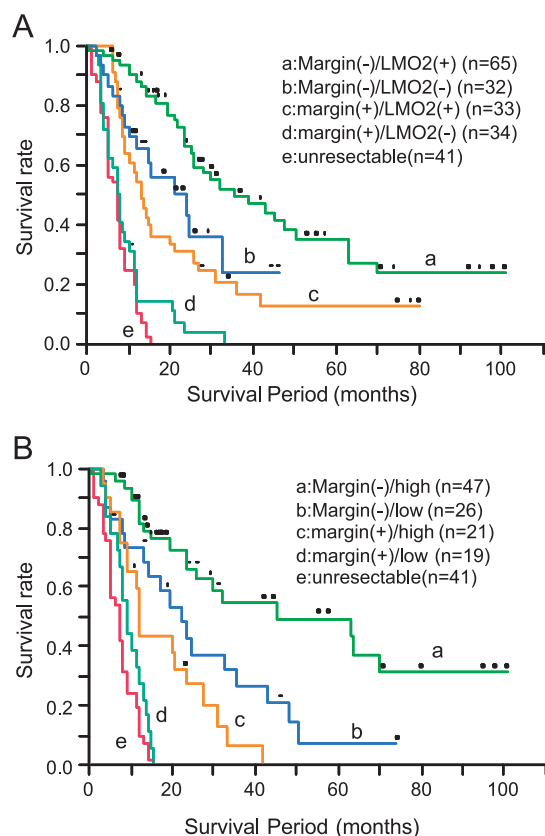 A
1.0
0.8
0.6
0.4
0.2
0.0
Survival rate
a:Margin(-)/LMO2(+) (n=65)
b:Margin(-)/LMO2(-) (n=32)
c:margin(+)/LMO2(+) (n=33)
d:margin(+)/LMO2(-) (n=34)
e:unresectable(n=41)
a
b
c
d
e
0 20 40 60 80 100
Survival Period (months)
B
1.0
0.8
0.6
0.4
0.2
0.0
Survival rate
a:Margin(-)/high (n=47)
b:Margin(-)/low (n=26)
c:margin(+)/high (n=21)
d:margin(+)/low (n=19)
e:unresectable(n=41)
a
b
c
d
e
0 20 40 60 80 100
Survival Period (months)